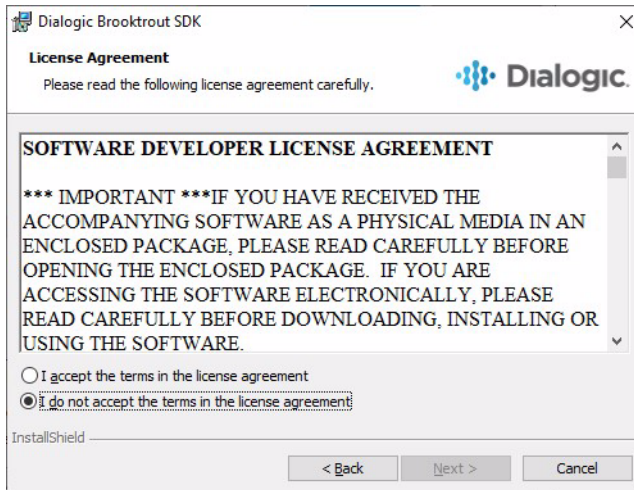 Dialogic Brooktrout SDK
License Agreement
Please read the following license agreement carefully.
Dialogic.
SOFTWARE DEVELOPER LICENSE AGREEMENT
*** IMPORTANT ***IF YOU HAVE RECEIVED THE
ACCOMPANYING SOFTWARE AS A PHYSICAL MEDIA IN AN
ENCLOSED PACKAGE, PLEASE READ CAREFULLY BEFORE
OPENING THE ENCLOSED PACKAGE.  IF YOU ARE
ACCESSING THE SOFTWARE ELECTRONICALLY, PLEASE
READ CAREFULLY BEFORE DOWNLOADING, INSTALLING OR
USING THE SOFTWARE.
I accept the terms in the license agreement
I do not accept the terms in the license agreement
InstallShield
< Back
Next >
Cancel